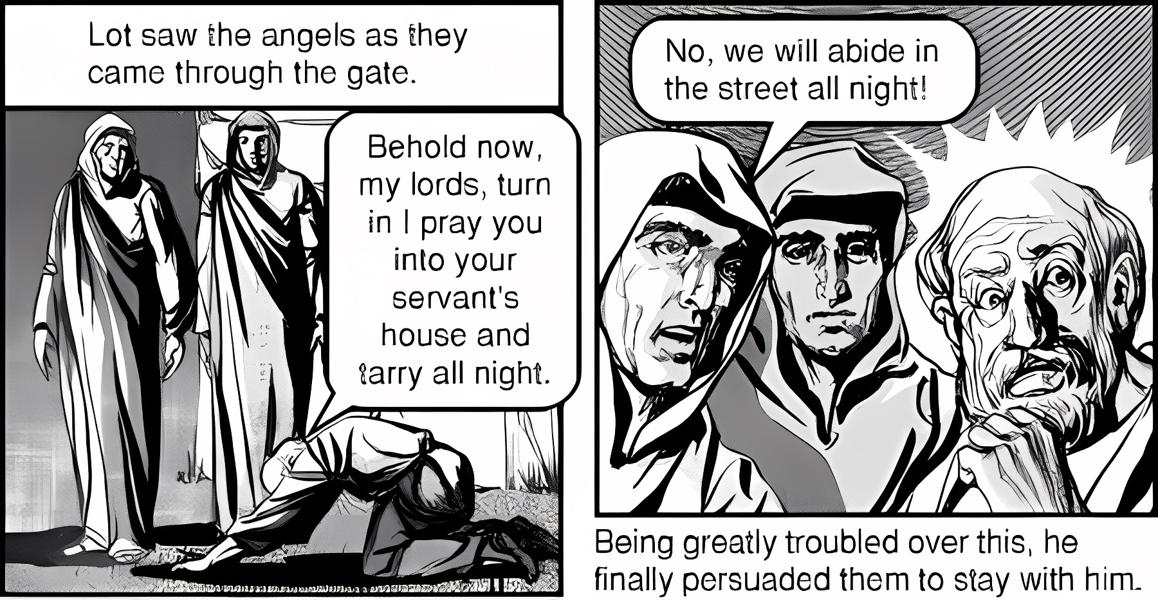 Lot saw the angels as they
came through the gate.
Behold now,
my lords, turn
in I pray you
into your
servant's
house and
tarry all night.
No, we will abide in
the street all night!
Being greatly troubled over this, he
finally persuaded them to stay with him.